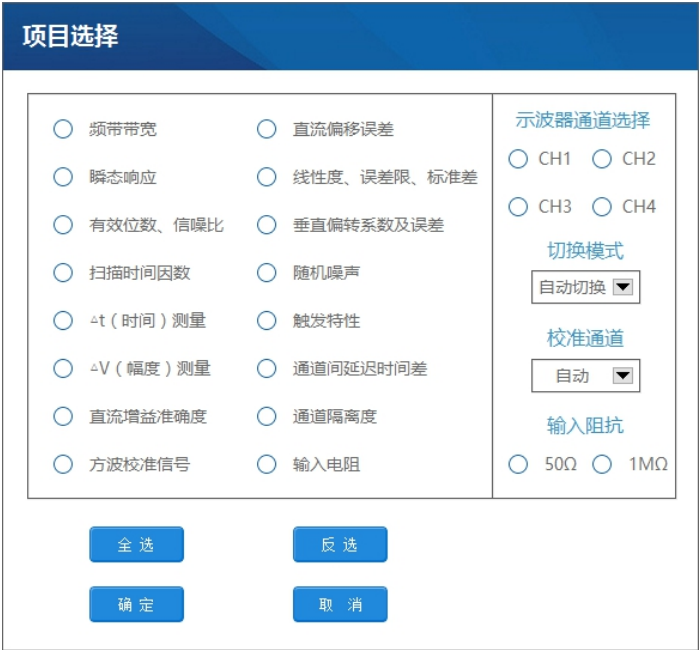 项目选择
频带带宽
直流偏移误差
瞬态响应
线性度、误差限、标准差
有效位数、信噪比
垂直偏转系数及误差
扫描时间因数
随机噪声
△t（时间）测量
触发特性
△V（幅度）测量
通道间延迟时间差
直流增益准确度
通道隔离度
方波校准信号
输入电阻
示波器通道选择
CH1 CH2
CH3 CH4
切换模式
自动切换
校准通道
自动
输入阻抗
50Ω 1MΩ
全选 反选
确定 取消